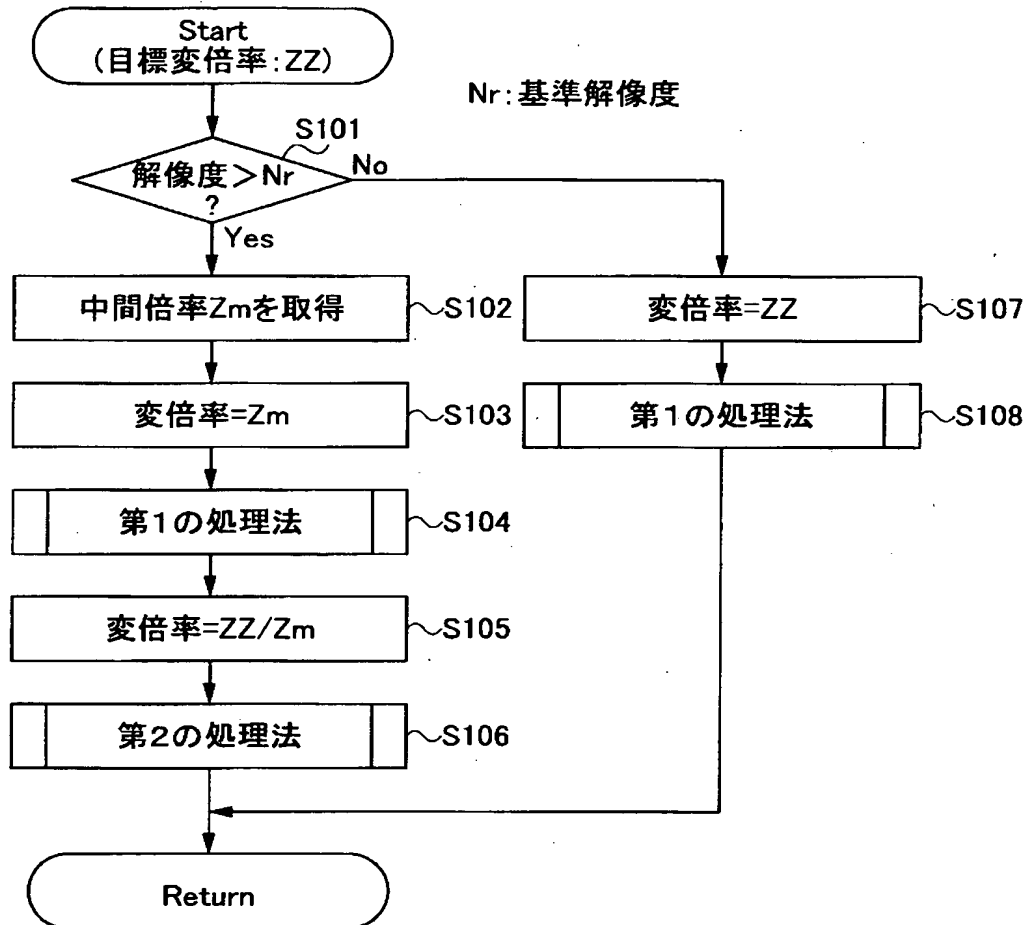 Start
(目標変倍率:ZZ)
Nr:基準解像度
S101
解像度＞Nr
?
No
Yes
中間倍率Zmを取得
S102
変倍率=Zm
S103
第1の処理法
S104
変倍率=ZZ/Zm
S105
第2の処理法
S106
変倍率=ZZ
S107
第1の処理法
S108
Return